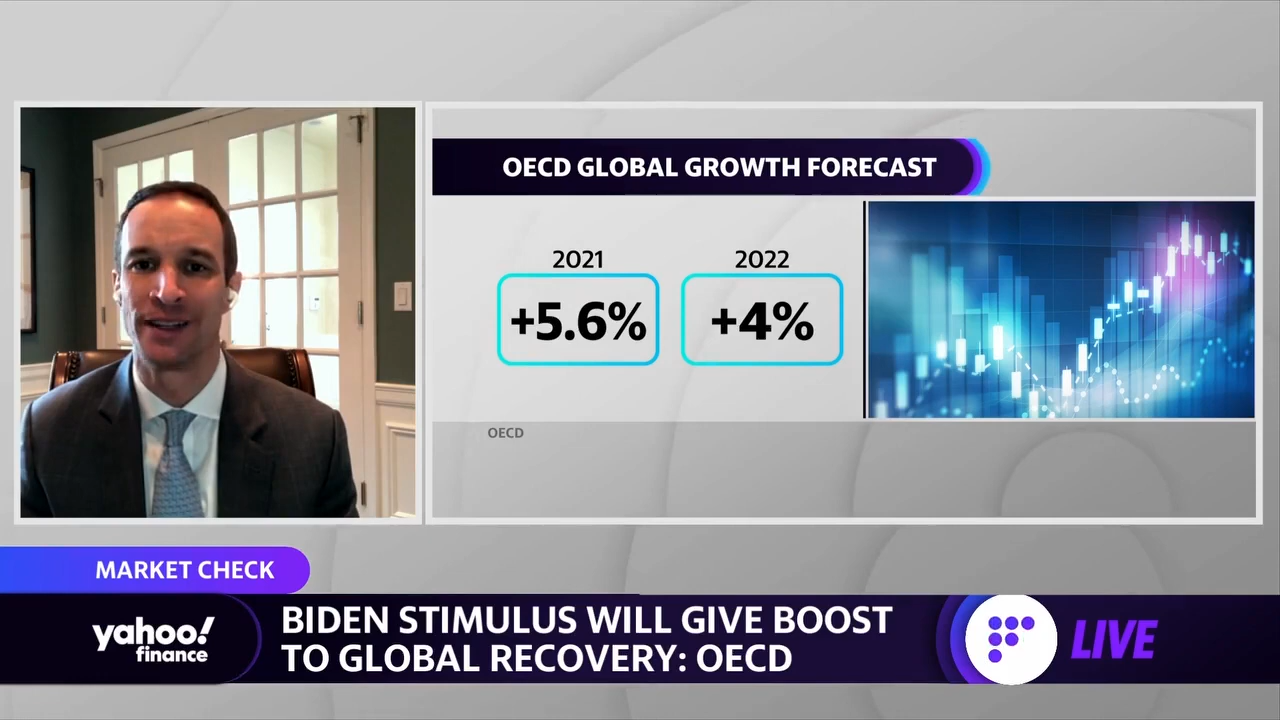 OECD GLOBAL GROWTH FORECAST
2021
2022
+5.6%
+4%
OECD
MARKET CHECK
yahoo!
finance
BIDEN STIMULUS WILL GIVE BOOST
TO GLOBAL RECOVERY: OECD
LIVE